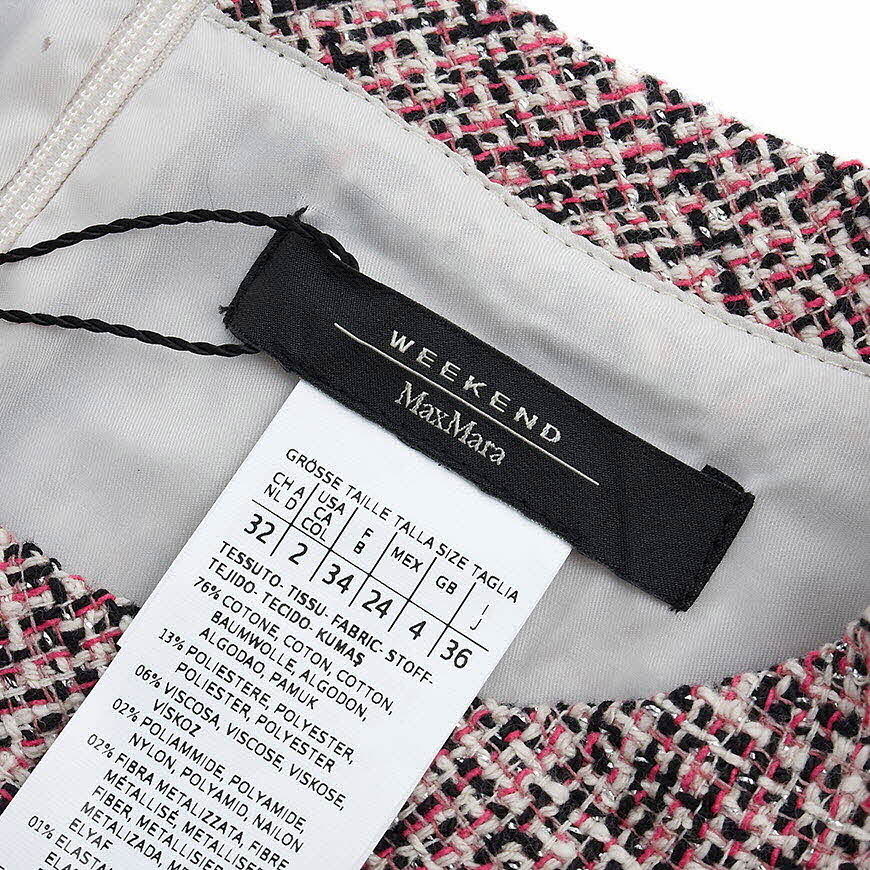 WEEKEND
MaxMara
GRÖSSE TAILLE TALLA SIZE TAGLIA
CH A USA F MEX GB I
NL D CA B J
COL
32 2 34 24 4 36
TESSUTO- TISSU- FABRIC- STOFF-
TEJIDO- TECIDO- KUMAŞ
76% COTONE, COTON, COTTON,
BAUMWOLLE, ALGODON,
ALGODAO, PAMUK
13% POLIESTERE, POLYESTER,
POLIÉSTER, POLYESTER
06% VISCOSA, VISCOSE, VISKOSE,
VISKOZ
02% POLIAMMIDE, POLYAMIDE,
NYLON, POLYAMID, NAILON
02% FIBRA METALIZZATA, FIBRE
MÉTALLISÉ, METALLISED
FIBER, METALLISIERTE
METALIZADA,
ELYAF
01%